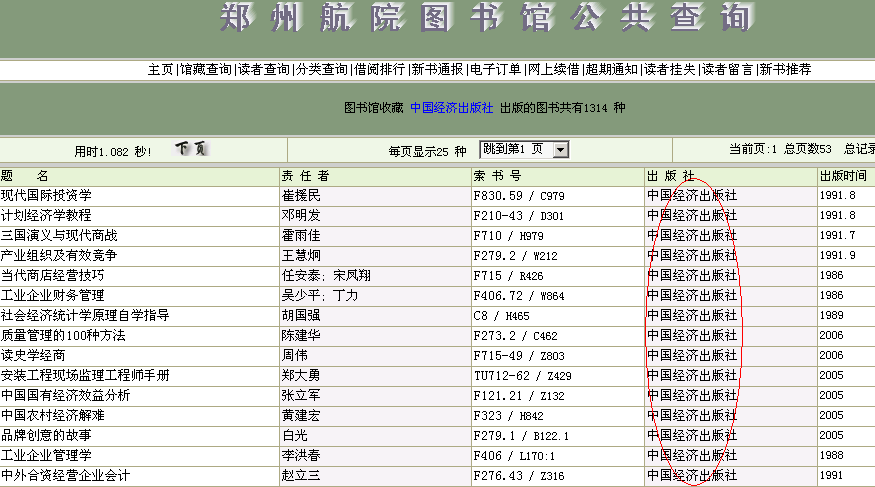 郑州航院图书馆公共查询
主页|馆藏查询|读者查询|分类查询|借阅排行|新书通报|电子订单|网上续借|超期通知|读者挂失|读者留言|新书推荐
图书馆收藏 中国经济出版社 出版的图书共有1314 种
用时1.082 秒! 下页 每页显示25 种 跳到第1 页 当前页:1 总页数53 总记录
题 名 责 任 者 索 书 号 出 版 社 出版时间
现代国际投资学 崔援民 F830.59 / C979 中国经济出版社 1991.8
计划经济学教程 邓明发 F210-43 / D301 中国经济出版社 1991.8
三国演义与现代商战 霍雨佳 F710 / H979 中国经济出版社 1991.7
产业组织及有效竞争 王慧炯 F279.2 / W212 中国经济出版社 1991.9
当代商店经营技巧 任安泰; 宋凤翔 F715 / R426 中国经济出版社 1986
工业企业财务管理 吴少平; 丁力 F406.72 / W864 中国经济出版社 1986
社会经济统计学原理自学指导 胡国强 C8 / H465 中国经济出版社 1989
质量管理的100种方法 陈建华 F273.2 / C462 中国经济出版社 2006
读史学经商 周伟 F715-49 / Z803 中国经济出版社 2006
安装工程现场监理工程师手册 郑大勇 TU712-62 / Z429 中国经济出版社 2006
中国国有经济效益分析 张立军 F121.21 / Z132 中国经济出版社 2005
中国农村经济解难 黄建宏 F323 / H842 中国经济出版社 2005
品牌创意的故事 白光 F279.1 / B122.1 中国经济出版社 2005
工业企业管理学 李洪春 F406 / L170:1 中国经济出版社 1988
中外合资经营企业会计 赵立三 F276.43 / Z316 中国经济出版社 1991